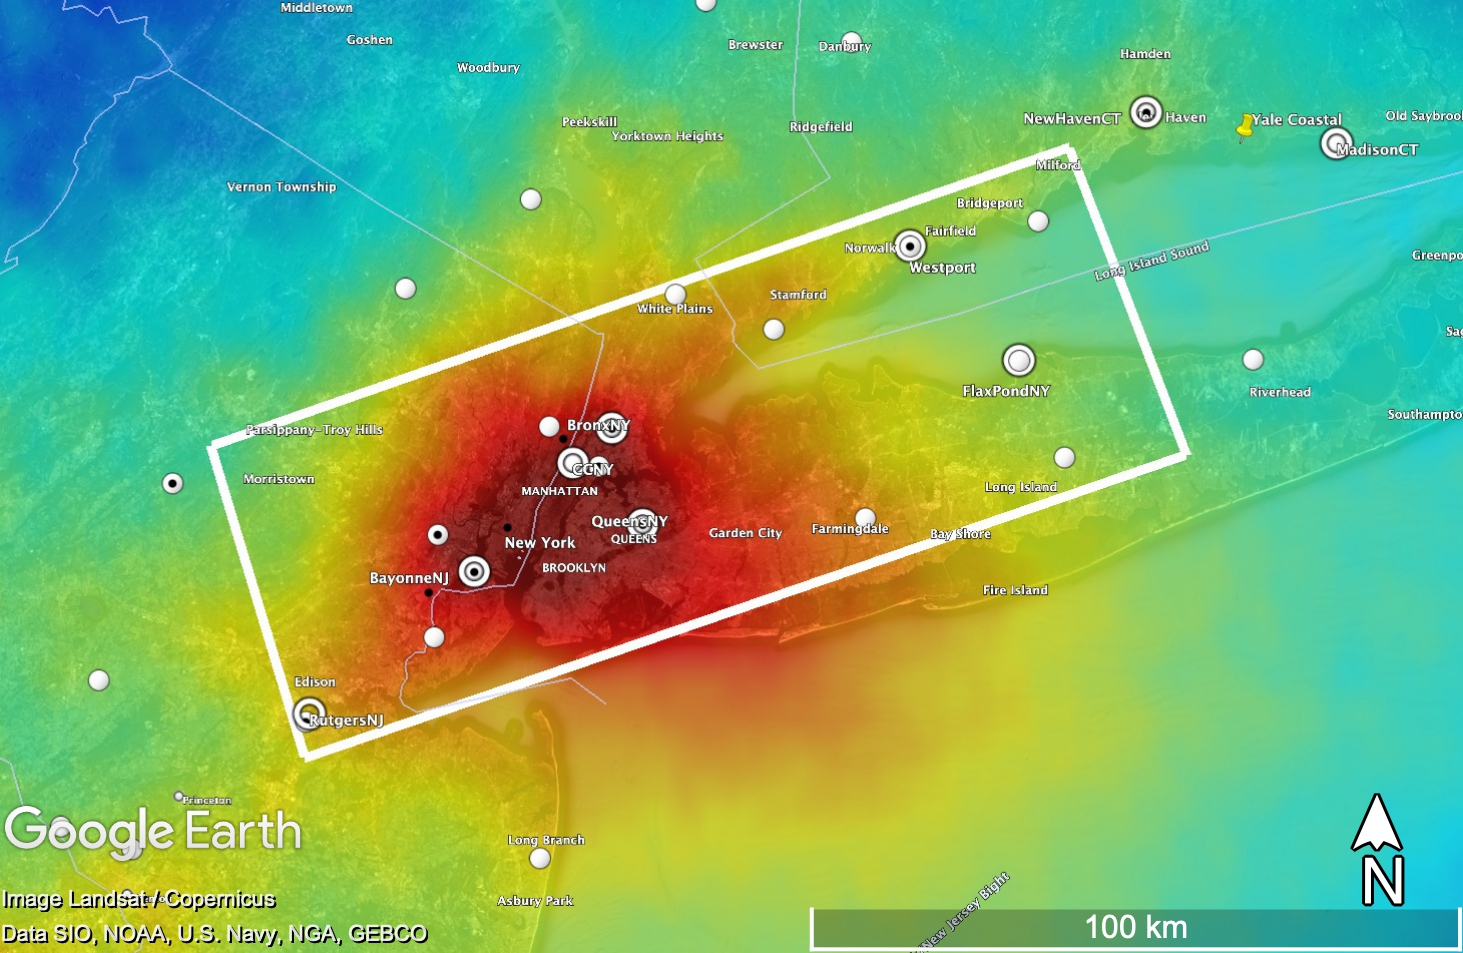 Middletown
Goshen
Woodbury
Brewster
Danbury
Hamden
Peekskill
Yorktown Heights
Ridgefield
NewHavenCT
Haven
Yale Coastal
Old Saybroo
MadisonCT
Milford
Vernon Township
Bridgeport
Fairfield
Norwalk
Westport
Long Island Sound
Greenpo
White Plains
Stamford
Sag
FlaxPondNY
Riverhead
Southampto
Parsippany-Troy Hills
BronxNY
CCNY
Morristown
MANHATTAN
Long Island
QueensNY
QUEENS
Garden City
Farmingdale
Bay Shore
New York
BROOKLYN
BayonneNJ
Fire Island
Edison
RutgersNJ
Princeton
Google Earth
Long Branch
Asbury Park
New Jersey Bight
N
Image Landsat / Copernicus
Data SIO, NOAA, U.S. Navy, NGA, GEBCO
100 km